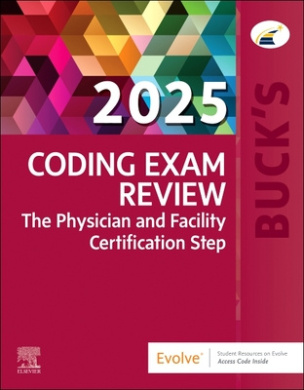 2025
CODING EXAM
REVIEW
The Physician and Facility
Certification Step
BUCK'S
ELSEVIER
Evolve™
Student Resources on Evolve
Access Code Inside